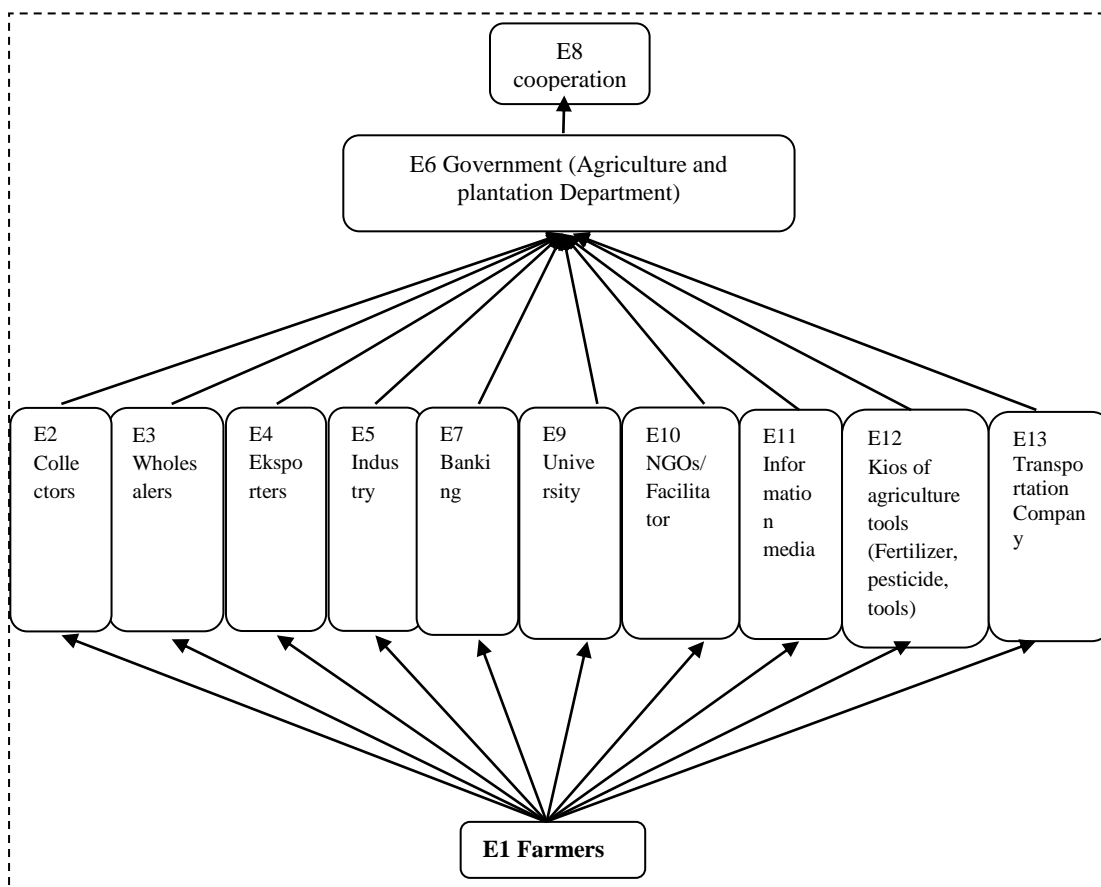 E8
cooperation
E6 Government (Agriculture and
plantation Department)
E2
Colle
ctors
E3
Wholes
alers
E4
Ekspo
rters
E5
Indus
try
E7
Banki
ng
E9
Unive
rsity
E10
NGOs/
Facilita
tor
E11
Infor
matio
n
media
E12
Kios of
agriculture
tools
(Fertilizer,
pesticide,
tools)
E13
Transpo
rtation
Compan
y
E1 Farmers